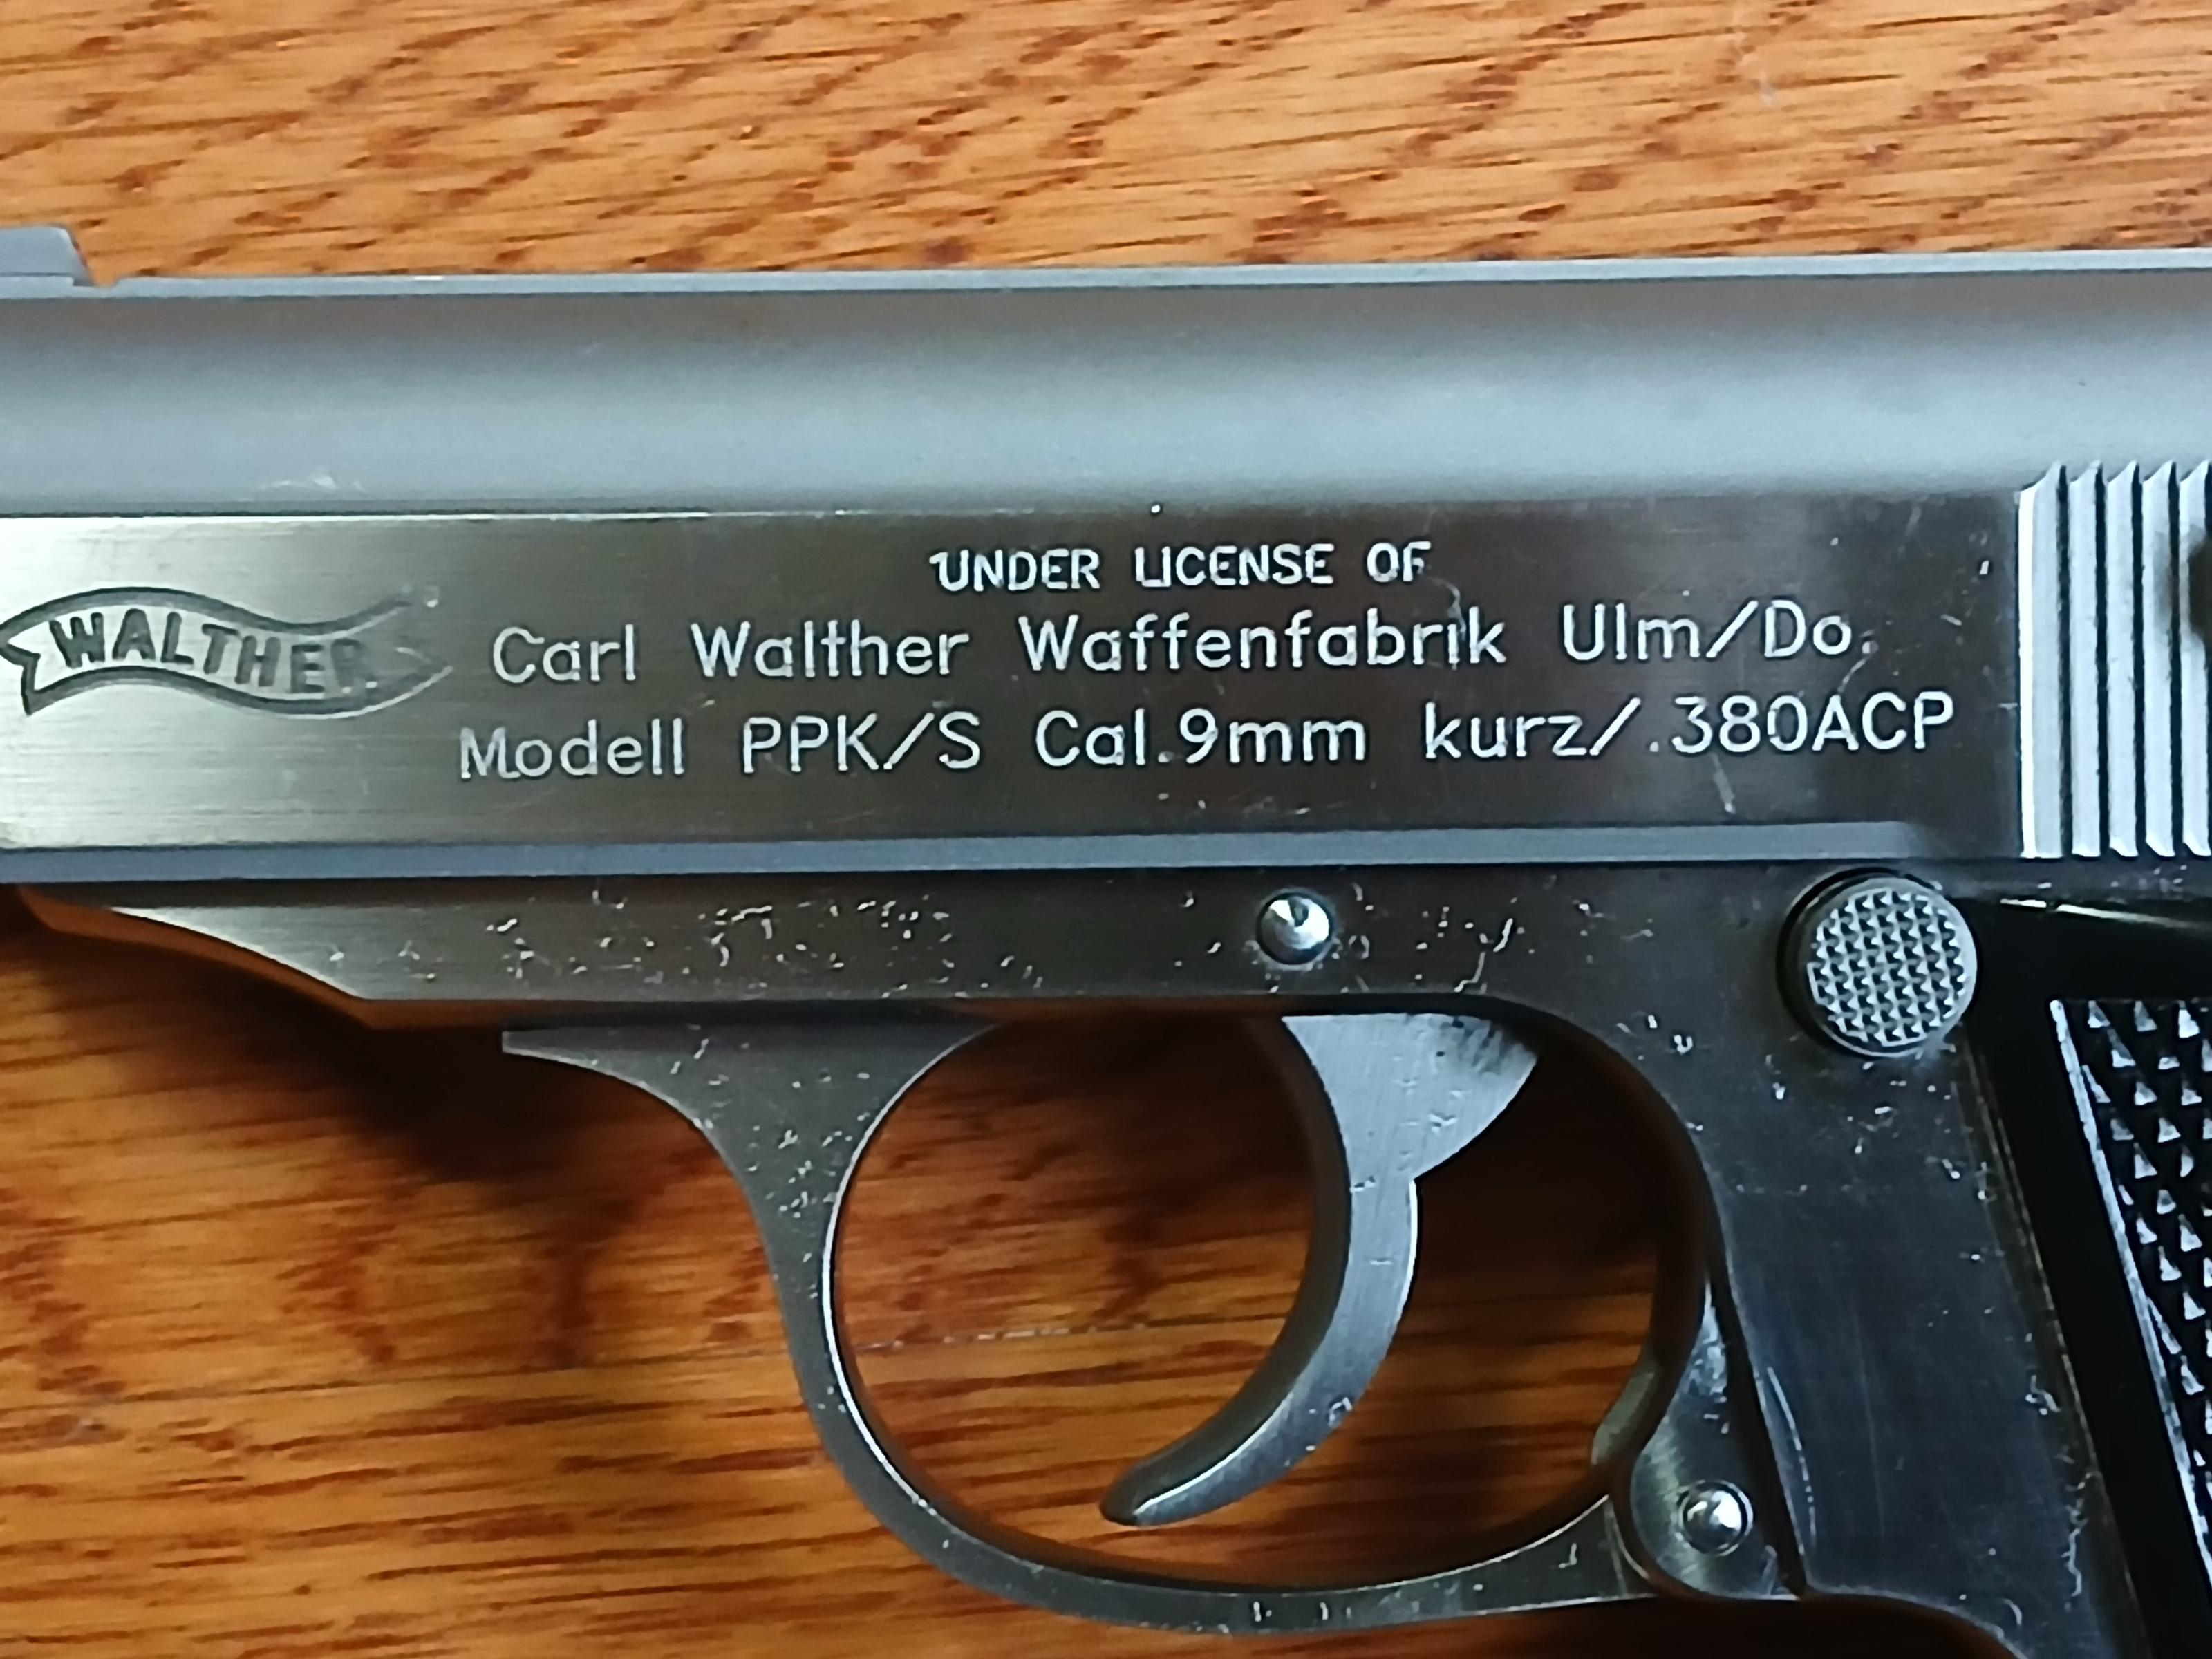 WALTHER
UNDER LICENSE OF
Carl Walther Waffenfabrik Ulm/Do.
Modell PPK/S Cal.9mm kurz/.380ACP